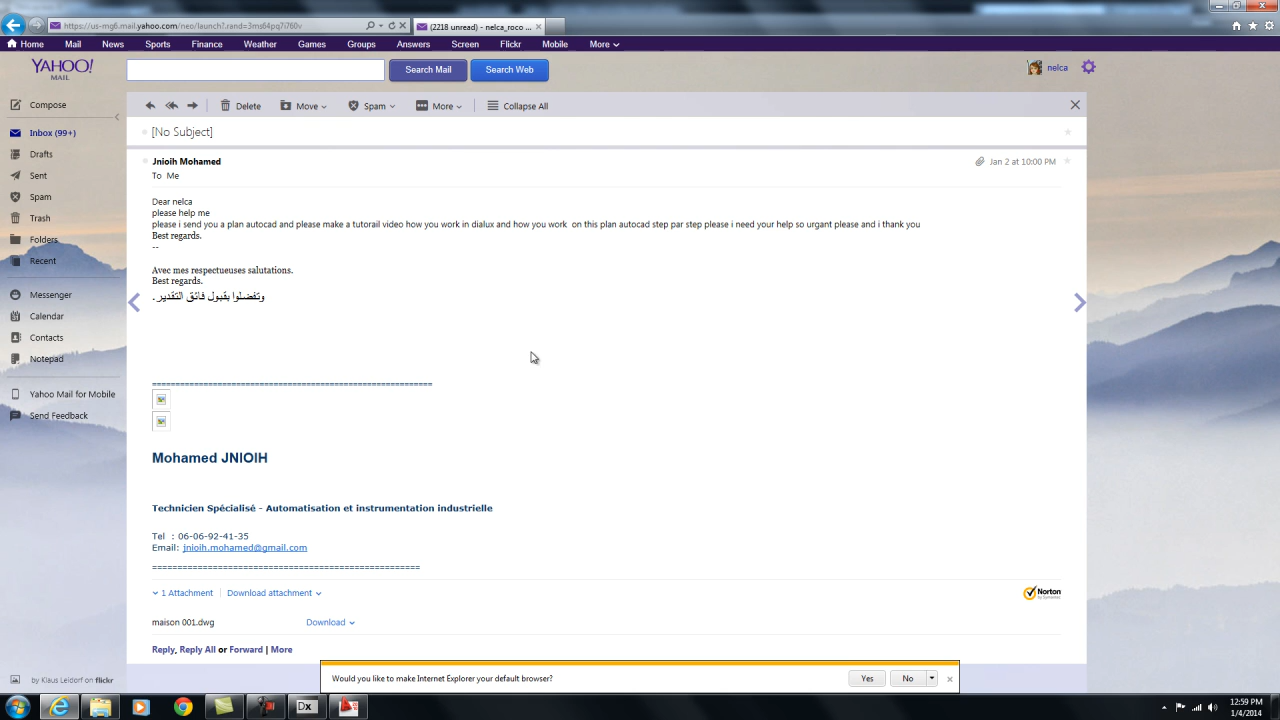 https://us-mg6.mail.yahoo.com/neo/launch?.rand=3ms64pq7i760v
(2218 unread) - nelca_roco ...
Home Mail News Sports Finance Weather Games Groups Answers Screen Flickr Mobile More
YAHOO!
MAIL
Search Mail
Search Web
nelca
Compose
Inbox (99+)
Drafts
Sent
Spam
Trash
Folders
Recent
Messenger
Calendar
Contacts
Notepad
Yahoo Mail for Mobile
Send Feedback
Delete Move Spam More Collapse All
[No Subject]
Jnioih Mohamed
Jan 2 at 10:00 PM
To Me
Dear nelca
please help me
please i send you a plan autocad and please make a tutorail video how you work in dialux and how you work on this plan autocad step par step please i need your help so urgant please and i thank you
Best regards.
--
Avec mes respectueuses salutations.
Best regards.
وتفضلوا بقبول فائق التقدير.
============================================================
Mohamed JNIOIH
Technicien Spécialisé - Automatisation et instrumentation industrielle
Tel : 06-06-92-41-35
Email: jnioih.mohamed@gmail.com
=====================================================
1 Attachment Download attachment
Norton
by Symantec
maison 001.dwg
Download
Reply, Reply All or Forward | More
by Klaus Leidorf on flickr
Would you like to make Internet Explorer your default browser?
Yes
No
Dx
12:59 PM
1/4/2014